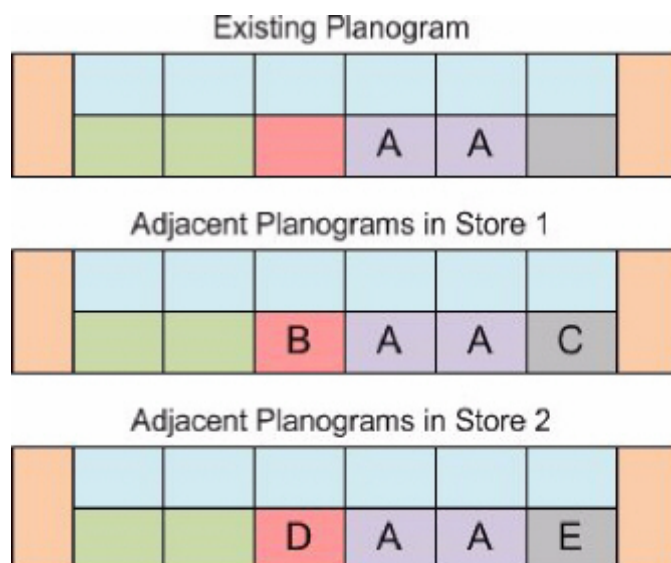 Existing Planogram
A A
Adjacent Planograms in Store 1
B A A C
Adjacent Planograms in Store 2
D A A E